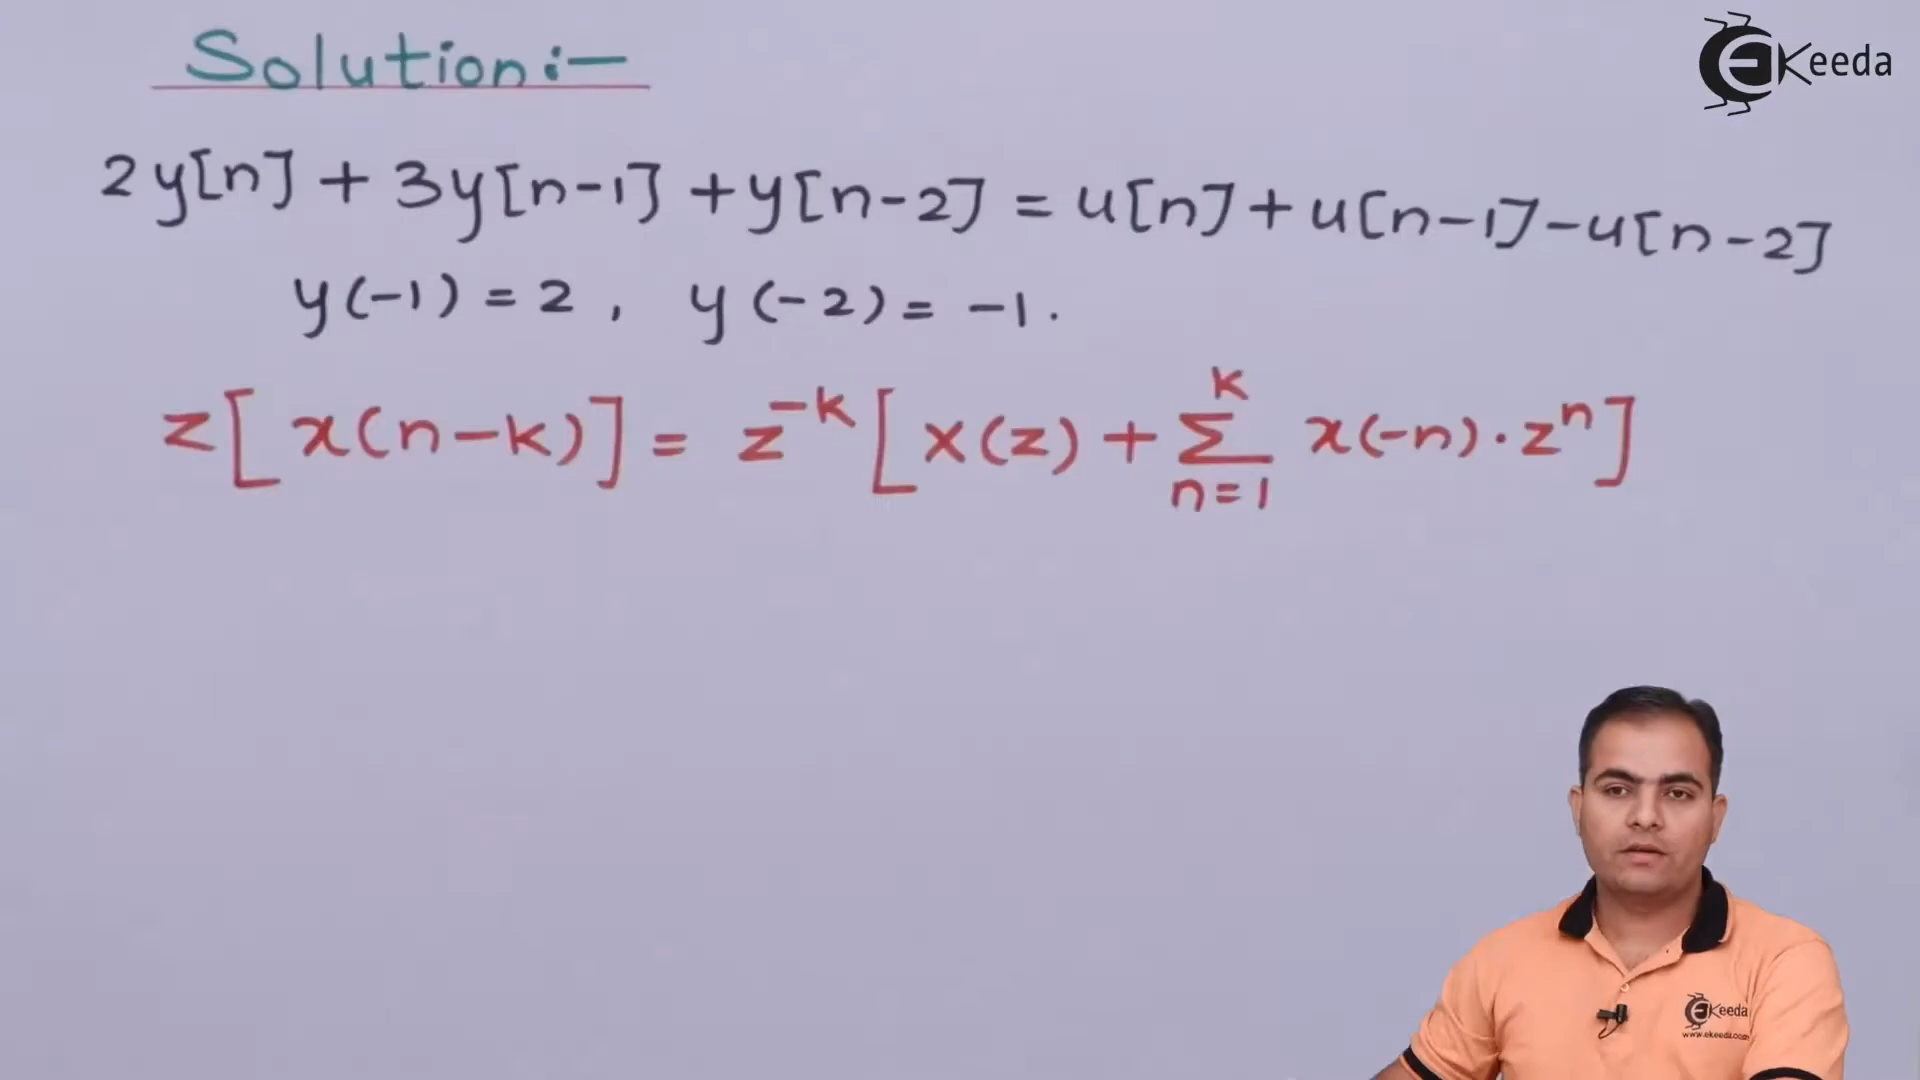 Solution:-
EKeeda
2y[n] + 3y[n-1] + y[n-2] = u[n] + u[n-1] - u[n-2]
y(-1) = 2, y(-2) = -1.
z[x(n-k)] = z^-k [X(z) + Σ_{n=1}^{k} x(-n)·z^n]
EKeeda
www.ekeeda.com